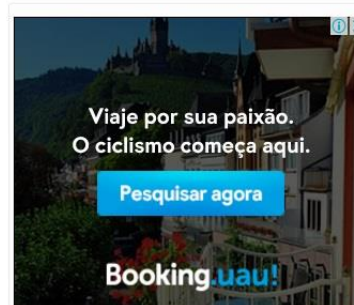 Viaje por sua paixão.
O ciclismo começa aqui.
Pesquisar agora
Booking.uau!